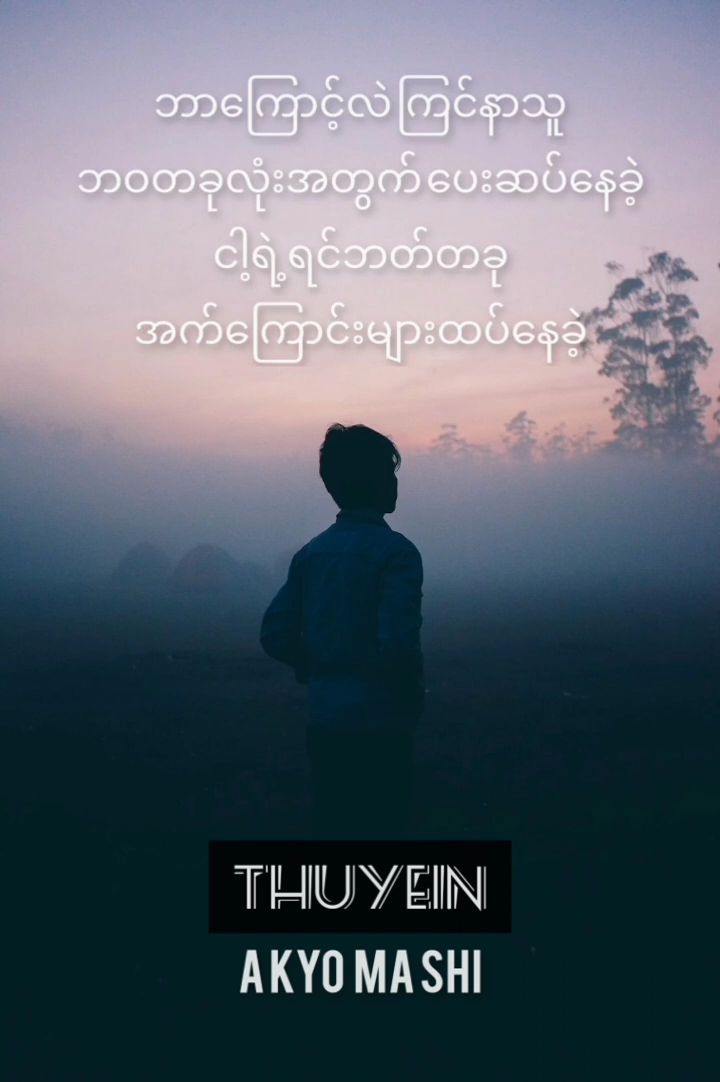 ဘာကြောင့်လဲ ကြင်နာသူ
ဘဝတခုလုံးအတွက် ပေးဆပ်နေခဲ့
ငါ့ရဲ့ရင်ဘတ်တခု
အက်ကြောင်းများထပ်နေခဲ့
THUYEIN
AKYO MA SHI